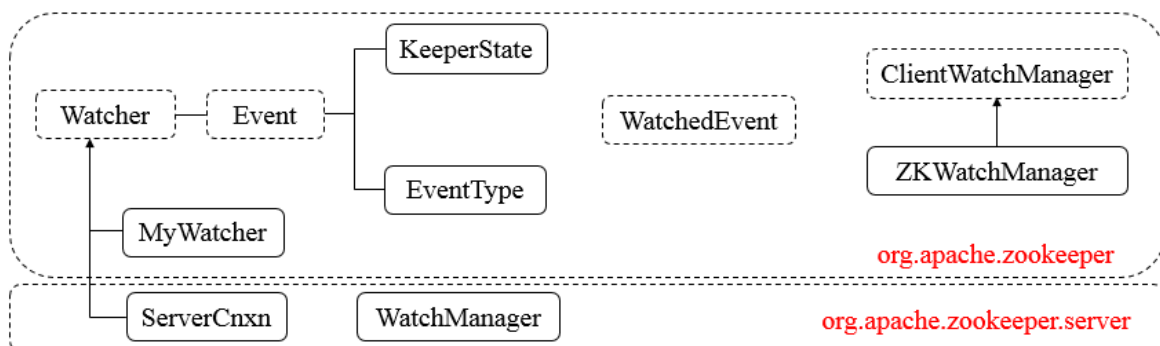 KeeperState
ClientWatchManager
Watcher
Event
WatchedEvent
ZKWatchManager
EventType
MyWatcher
org.apache.zookeeper
ServerCnxn
WatchManager
org.apache.zookeeper.server